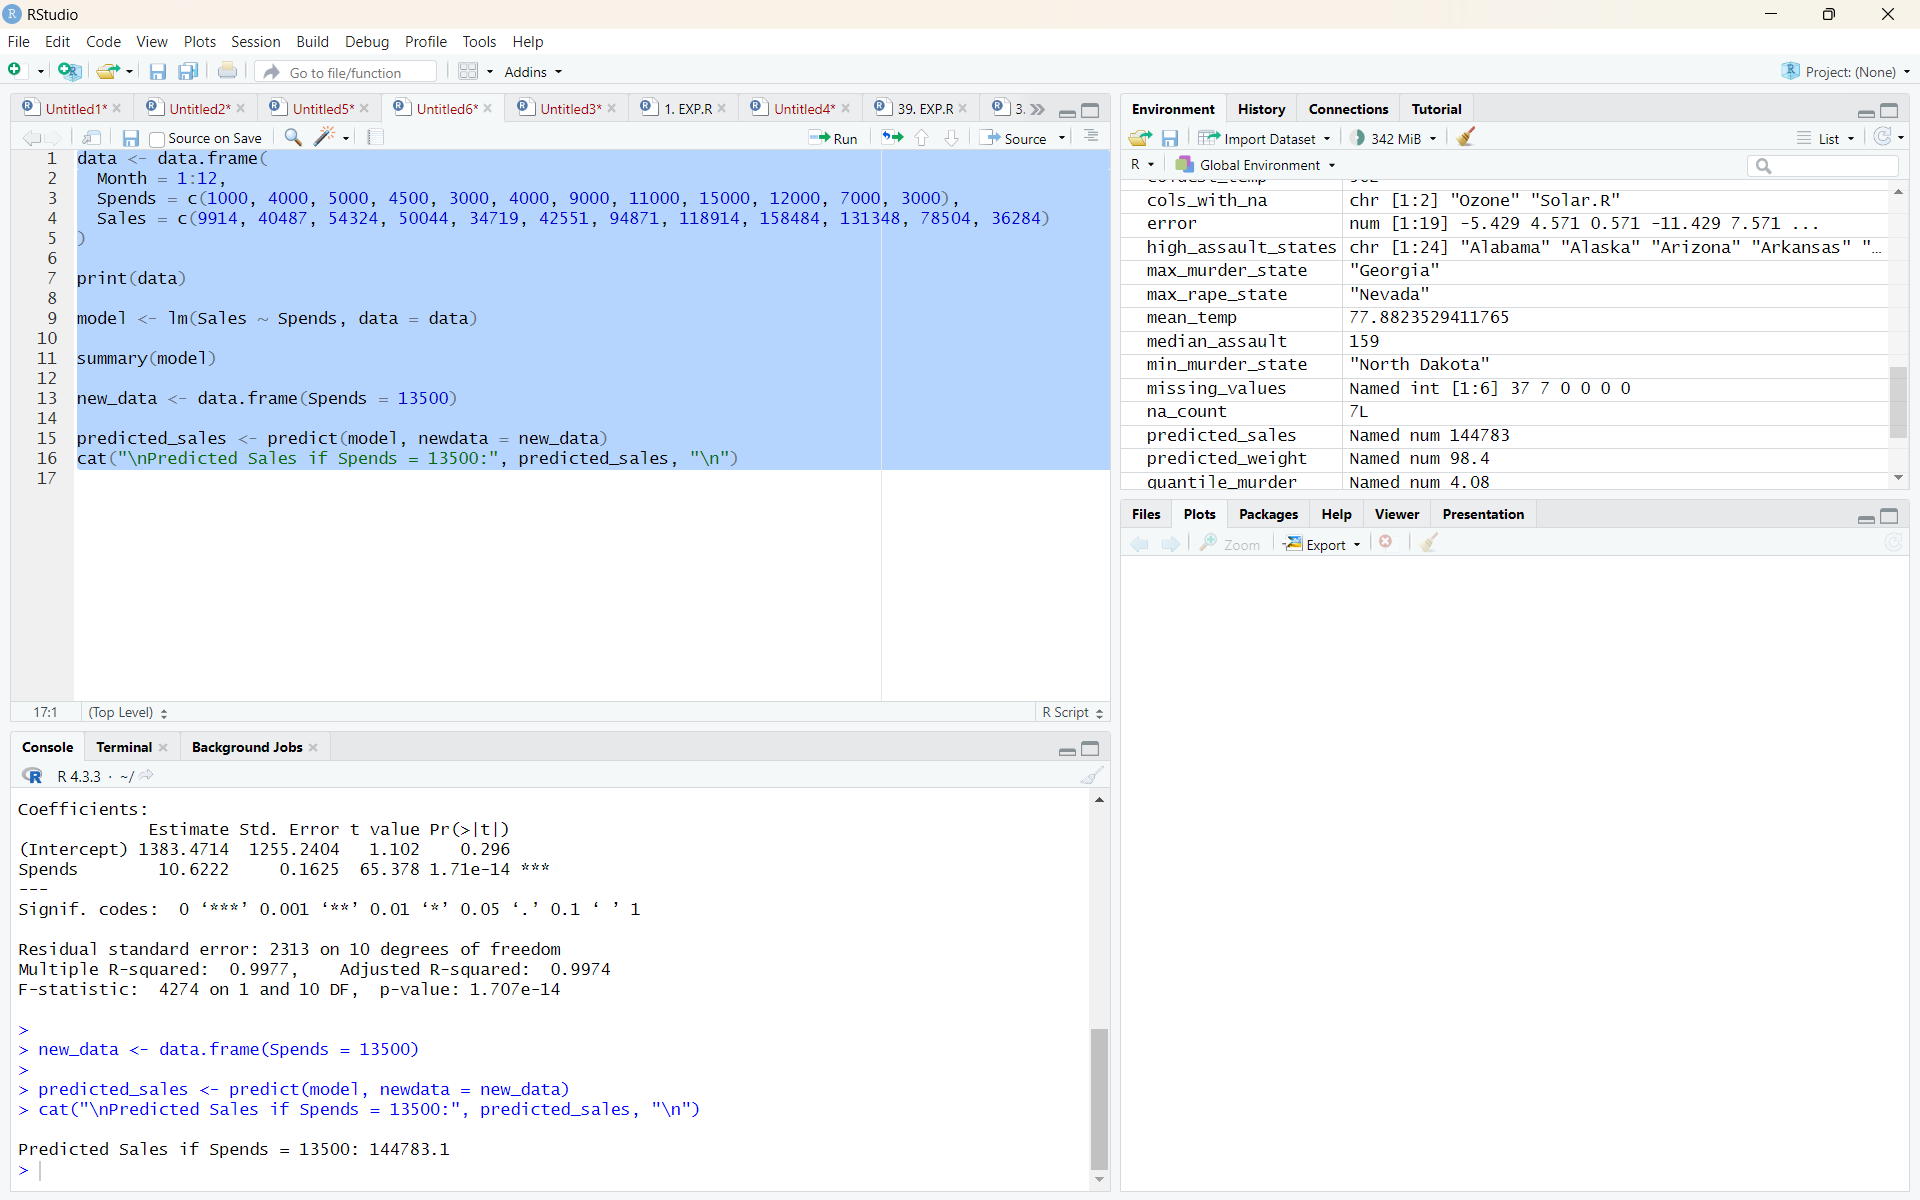 RStudio
File Edit Code View Plots Session Build Debug Profile Tools Help
Go to file/function Addins Project: (None)
Untitled1* Untitled2* Untitled5* Untitled6* Untitled3* 1. EXP.R Untitled4* 39. EXP.R 3.
Source on Save Run Source
1 data <- data.frame(
2 Month = 1:12,
3 Spends = c(1000, 4000, 5000, 4500, 3000, 4000, 9000, 11000, 15000, 12000, 7000, 3000),
4 Sales = c(9914, 40487, 54324, 50044, 34719, 42551, 94871, 118914, 158484, 131348, 78504, 36284)
5 )
6
7 print(data)
8
9 model <- lm(Sales ~ Spends, data = data)
10
11 summary(model)
12
13 new_data <- data.frame(Spends = 13500)
14
15 predicted_sales <- predict(model, newdata = new_data)
16 cat("\nPredicted Sales if Spends = 13500:", predicted_sales, "\n")
17
17:1 (Top Level) R Script
Console Terminal Background Jobs
R 4.3.3 · ~/
Coefficients:
Estimate Std. Error t value Pr(>|t|)
(Intercept) 1383.4714 1255.2404 1.102 0.296
Spends 10.6222 0.1625 65.378 1.71e-14 ***
---
Signif. codes: 0 ‘***’ 0.001 ‘**’ 0.01 ‘*’ 0.05 ‘.’ 0.1 ‘ ’ 1
Residual standard error: 2313 on 10 degrees of freedom
Multiple R-squared: 0.9977, Adjusted R-squared: 0.9974
F-statistic: 4274 on 1 and 10 DF, p-value: 1.707e-14
>
> new_data <- data.frame(Spends = 13500)
>
> predicted_sales <- predict(model, newdata = new_data)
> cat("\nPredicted Sales if Spends = 13500:", predicted_sales, "\n")
Predicted Sales if Spends = 13500: 144783.1
>
Environment History Connections Tutorial
Import Dataset 342 MiB List
R Global Environment
cols_with_na chr [1:2] "Ozone" "Solar.R"
error num [1:19] -5.429 4.571 0.571 -11.429 7.571 ...
high_assault_states chr [1:24] "Alabama" "Alaska" "Arizona" "Arkansas" "…
max_murder_state "Georgia"
max_rape_state "Nevada"
mean_temp 77.8823529411765
median_assault 159
min_murder_state "North Dakota"
missing_values Named int [1:6] 37 7 0 0 0 0
na_count 7L
predicted_sales Named num 144783
predicted_weight Named num 98.4
quantile_murder Named num 4.08
Files Plots Packages Help Viewer Presentation
Zoom Export